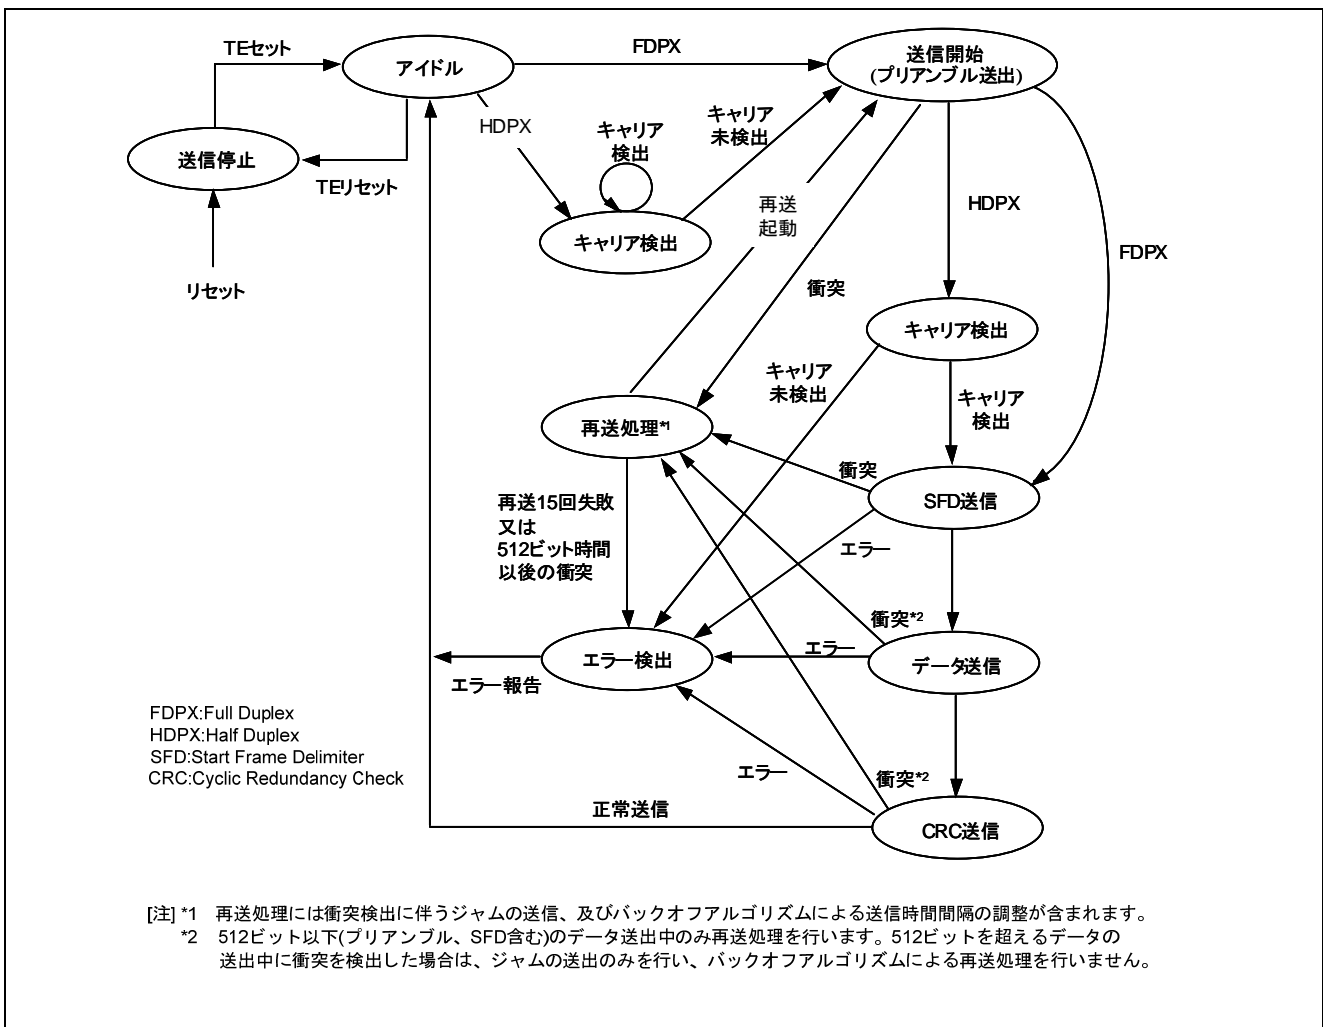 TEセット
アイドル
FDPX
送信開始
(プリアンブル送出)
HDPX
キャリア
検出
キャリア
未検出
送信停止
TEリセット
再送
起動
HDPX
キャリア検出
FDPX
リセット
衝突
キャリア検出
キャリア
未検出
キャリア
検出
再送処理*1
衝突
SFD送信
再送15回失敗
又は
512ビット時間
以後の衝突
エラー
衝突*2
エラー
エラー検出
データ送信
エラー報告
FDPX:Full Duplex
HDPX:Half Duplex
SFD:Start Frame Delimiter
CRC:Cyclic Redundancy Check
エラー
衝突*2
正常送信
CRC送信
[注] *1 再送処理には衝突検出に伴うジャムの送信、及びバックオフアルゴリズムによる送信時間間隔の調整が含まれます。
*2 512ビット以下(プリアンブル、SFD含む)のデータ送出中のみ再送処理を行います。512ビットを超えるデータの
送出中に衝突を検出した場合は、ジャムの送出のみを行い、バックオフアルゴリズムによる再送処理を行いません。